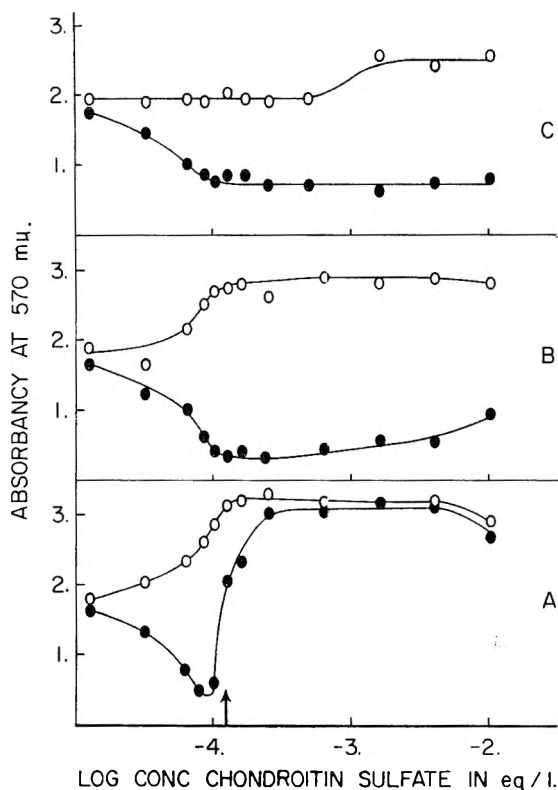 3.
2.
1.
C
3.
2.
1.
B
3.
2.
1.
A
ABSORBANCY AT 570 mμ.
-4. -3. -2.
LOG CONC CHONDROITIN SULFATE IN eq/l.